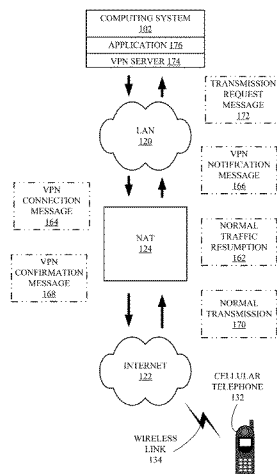 COMPUTING SYSTEM
102
APPLICATION 176
VPN SERVER 174
TRANSMISSION
REQUEST
MESSAGE
172
LAN
120
VPN
NOTIFICATION
MESSAGE
166
VPN
CONNECTION
MESSAGE
164
NAT
124
NORMAL
TRAFFIC
RESUMPTION
162
VPN
CONFIRMATION
MESSAGE
168
NORMAL
TRANSMISSION
170
INTERNET
122
CELLULAR
TELEPHONE
132
WIRELESS
LINK
134